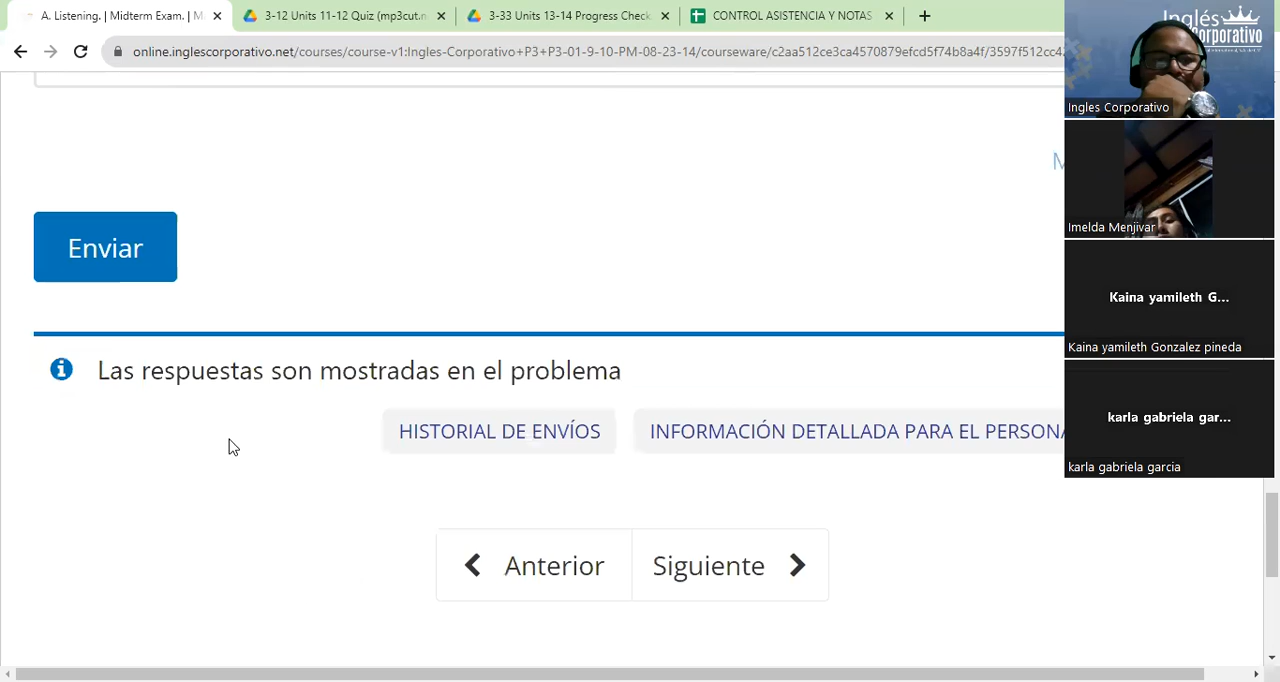 A. Listening. | Midterm Exam. | M
3-12 Units 11-12 Quiz (mp3cut.n
3-33 Units 13-14 Progress Check
CONTROL ASISTENCIA Y NOTAS
online.inglescorporativo.net/courses/course-v1:Ingles-Corporativo+P3+P3-01-9-10-PM-08-23-14/courseware/c2aa512ce3ca4570879efcd5f74b8a4f/3597f512cc4
Inglés
Corporativo
Ingles Corporativo
Imelda Menjivar
Kaina yamileth G...
Kaina yamileth Gonzalez pineda
karla gabriela gar...
karla gabriela garcia
M
Enviar
Las respuestas son mostradas en el problema
HISTORIAL DE ENVÍOS
INFORMACIÓN DETALLADA PARA EL PERSONA
Anterior
Siguiente